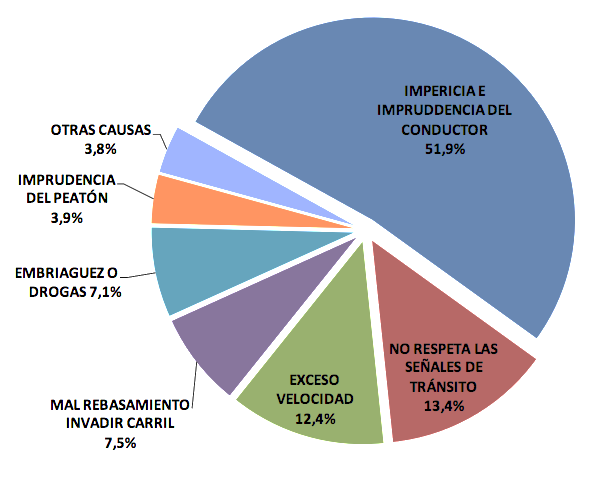 IMPERICIA E
IMPRUDDENCIA DEL
CONDUCTOR
51,9%
NO RESPETA LAS
SEÑALES DE
TRÁNSITO
13,4%
EXCESO
VELOCIDAD
12,4%
MAL REBASAMIENTO
INVADIR CARRIL
7,5%
EMBRIAGUEZ O
DROGAS 7,1%
IMPRUDENCIA
DEL PEATÓN
3,9%
OTRAS CAUSAS
3,8%